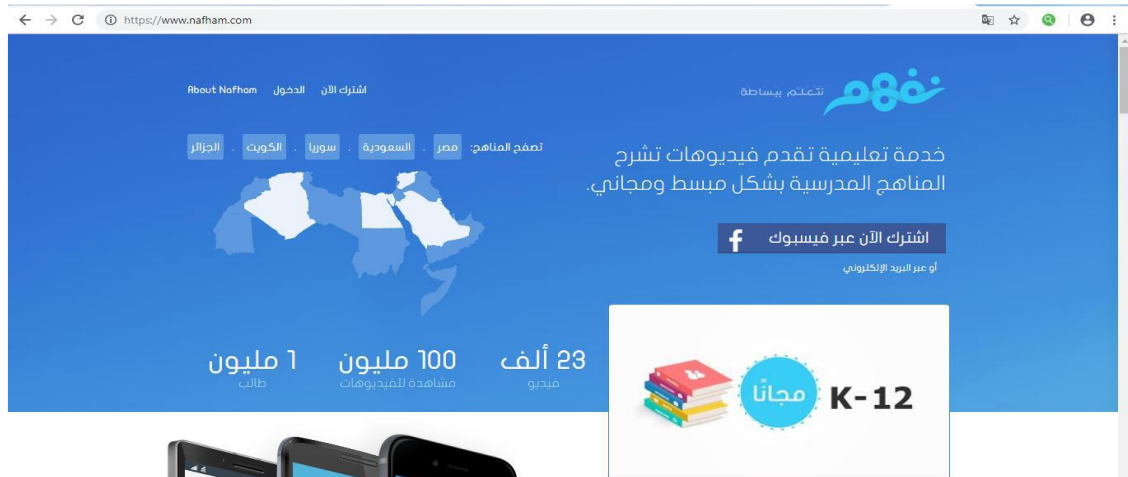 https://www.nafham.com
نفهم نتعلم ببساطة
اشترك الآن الدخول About Nafham
تصفح المناهج: مصر . السعودية . سوريا . الكويت . الجزائر
خدمة تعليمية تقدم فيديوهات تشرح
المناهج المدرسية بشكل مبسط ومجاني.
اشترك الآن عبر فيسبوك f
أو عبر البريد الإلكتروني
23 ألف
فيديو
100 مليون
مشاهدة للفيديوهات
1 مليون
طالب
K-12 مجانًا